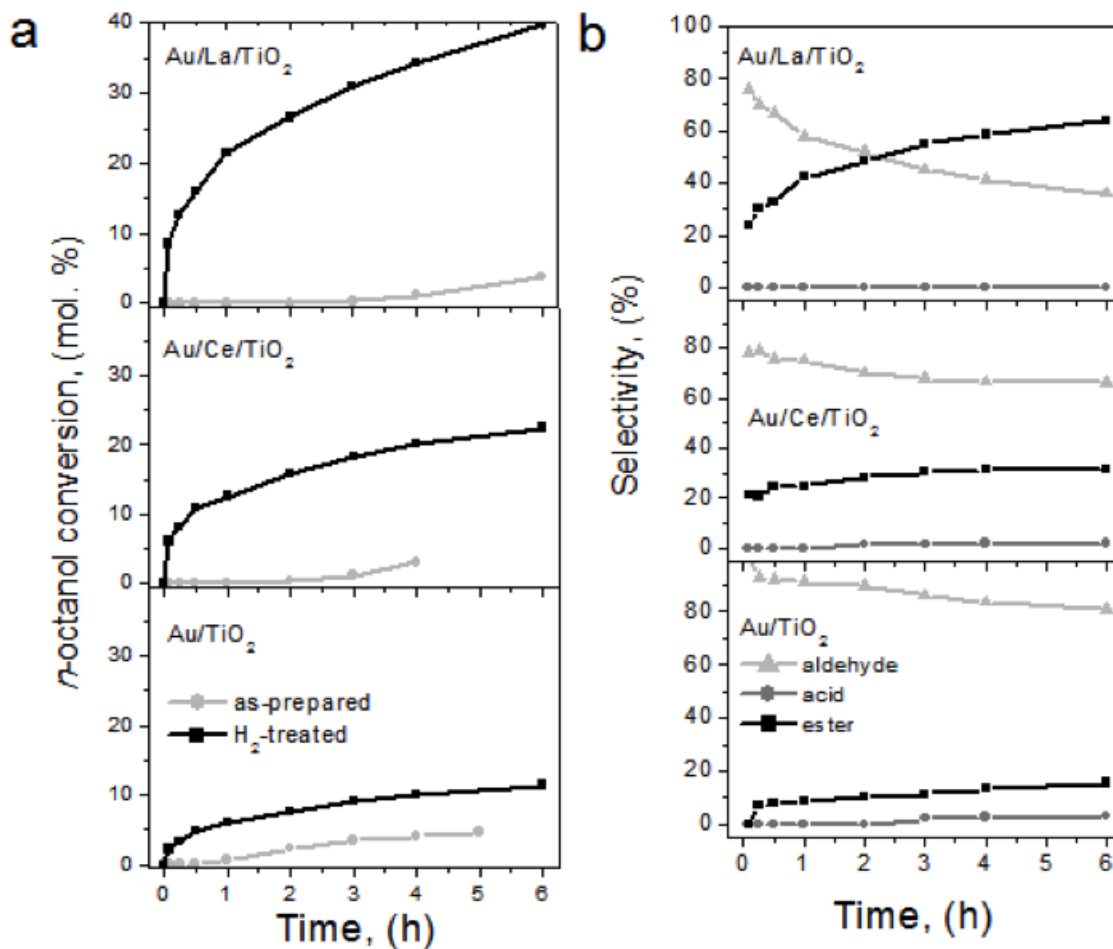 a
n-octanol conversion, (mol. %)
Au/La/TiO2
40
30
20
10
0
Au/Ce/TiO2
30
20
10
0
Au/TiO2
30
20
10
0
as-prepared
H2-treated
0 1 2 3 4 5 6
Time, (h)
b
Selectivity, (%)
100
80
60
40
20
0
Au/La/TiO2
80
60
40
20
0
Au/Ce/TiO2
80
60
40
20
0
Au/TiO2
aldehyde
acid
ester
0 1 2 3 4 5 6
Time, (h)